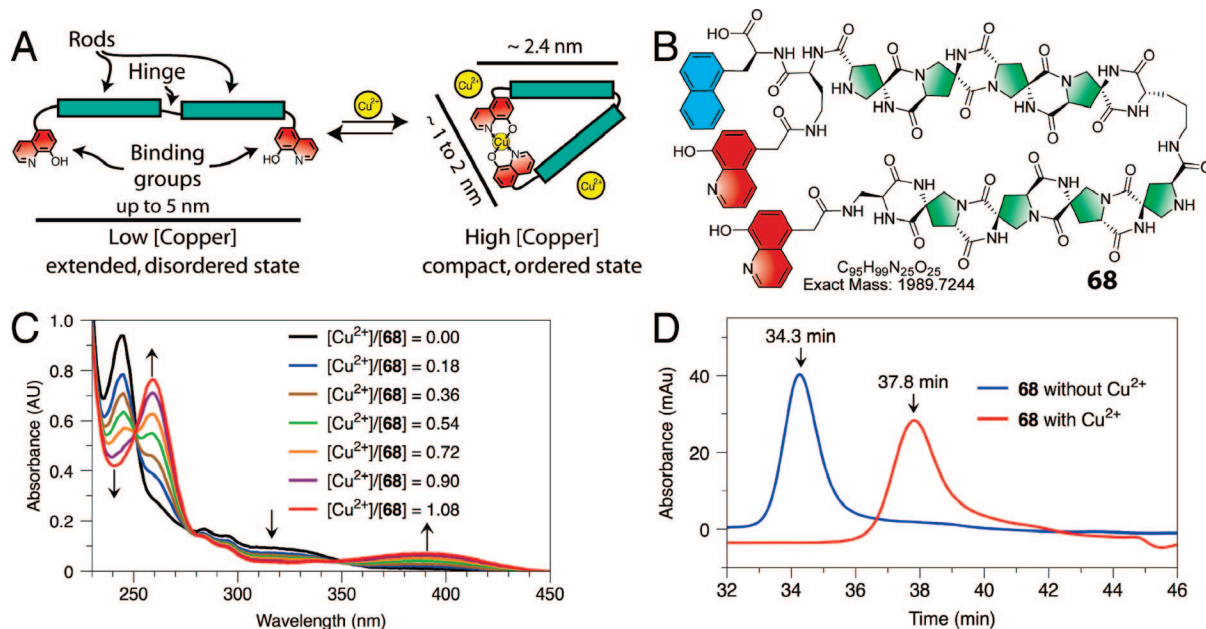 A
Rods
Hinge
N
OH
HO
N
Binding
groups
up to 5 nm
Low [Copper]
extended, disordered state
Cu²⁺
~ 2.4 nm
Cu²⁺
N
O
Cu
O
N
~ 1 to 2 nm
Cu²⁺
High [Copper]
compact, ordered state
B
C₉₅H₉₉N₂₅O₂₅
Exact Mass: 1989.7244
68
C
Absorbance (AU)
1.0
0.8
0.6
0.4
0.2
0
250
300
350
400
450
Wavelength (nm)
[Cu²⁺]/[68] = 0.00
[Cu²⁺]/[68] = 0.18
[Cu²⁺]/[68] = 0.36
[Cu²⁺]/[68] = 0.54
[Cu²⁺]/[68] = 0.72
[Cu²⁺]/[68] = 0.90
[Cu²⁺]/[68] = 1.08
D
Absorbance (mAu)
40
20
0
34.3 min
37.8 min
68 without Cu²⁺
68 with Cu²⁺
32
34
36
38
40
42
44
46
Time (min)